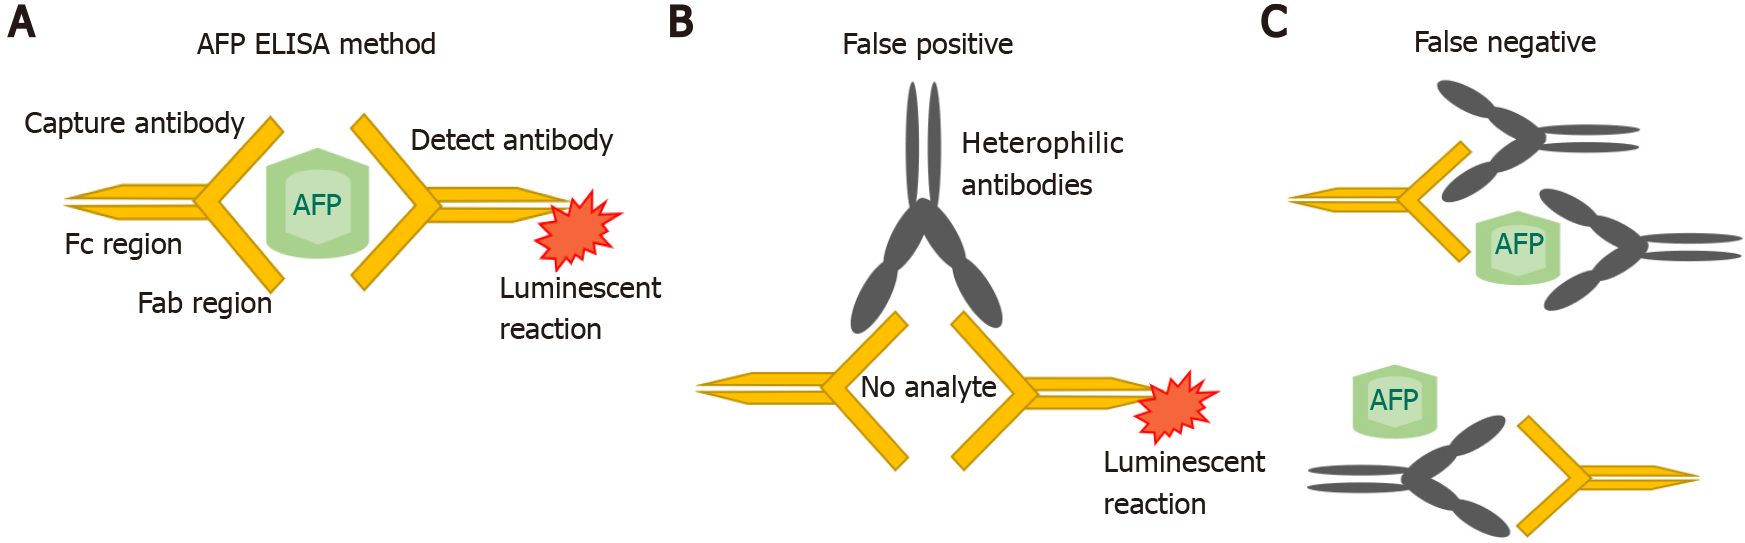 A
AFP ELISA method
Capture antibody
Detect antibody
AFP
Fc region
Fab region
Luminescent
reaction
B
False positive
Heterophilic
antibodies
No analyte
Luminescent
reaction
C
False negative
AFP
AFP